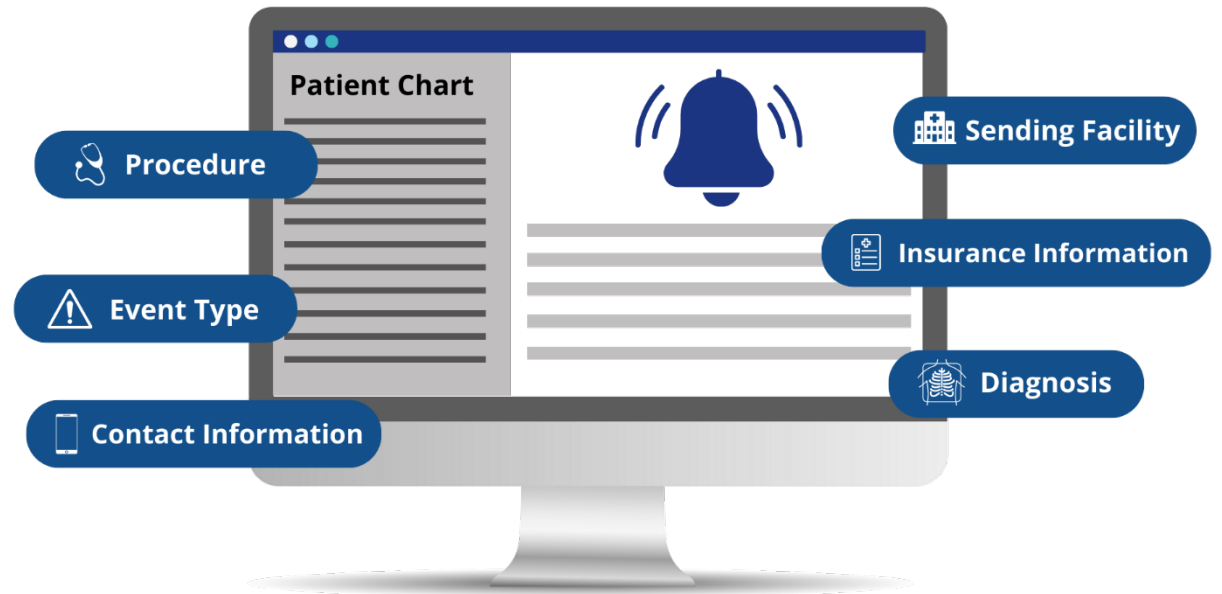 Patient Chart
Procedure
Event Type
Contact Information
Sending Facility
Insurance Information
Diagnosis